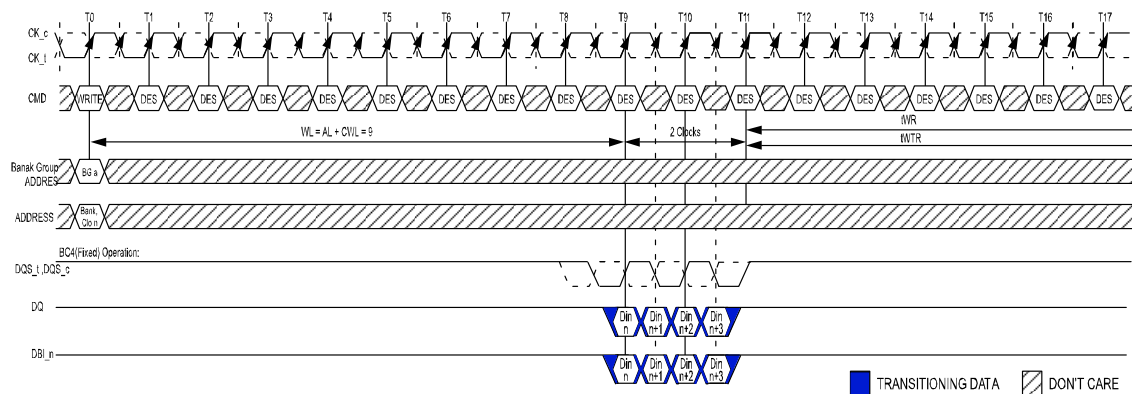 T0 T1 T2 T3 T4 T5 T6 T7 T8 T9 T10 T11 T12 T13 T14 T15 T16 T17
CK_c
CK_t
CMD WRITE DES DES DES DES DES DES DES DES DES DES DES DES DES DES DES DES DES
WL = AL + CWL = 9 2 Clocks tWR
tWTR
Banak Group
ADDRES
BG a
ADDRESS
Bank,
Clo n
BC4(Fixed) Operation:
DQS_t ,DQS_c
DQ
Din Din Din Din
n n+1 n+2 n+3
DBI_n
Din Din Din Din
n n+1 n+2 n+3
TRANSITIONING DATA DON'T CARE